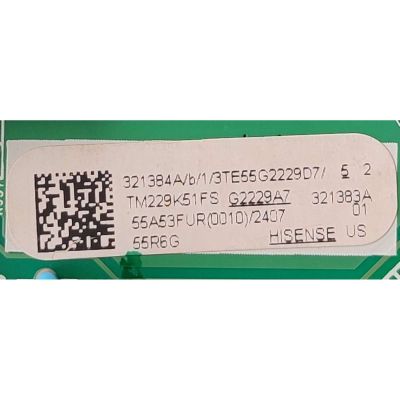 321384A/b/1/3TE55G2229D7/ 5 2
TM229K51FS G2229A7 321383A
55A53FUR(0010)/2407 01
55R6G HISENSE US